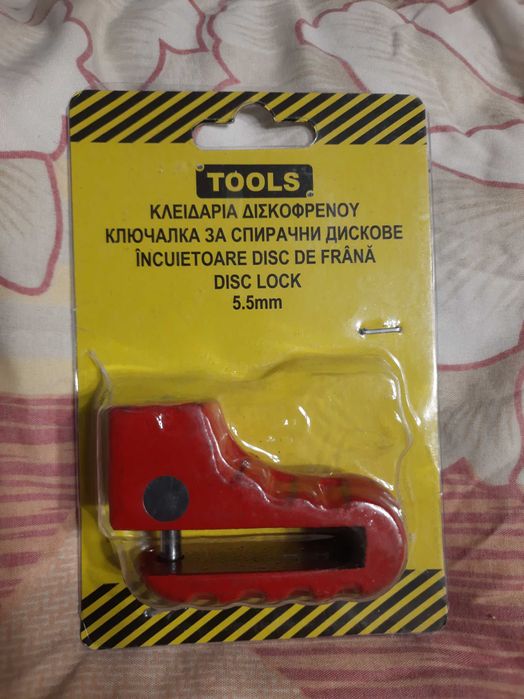 TOOLS
ΚΛΕΙΔΑΡΙΑ ΔΙΣΚΟΦΡΕΝΟΥ
КЛЮЧАЛКА ЗА СПИРАЧНИ ДИСКОВЕ
ÎNCUIETOARE DISC DE FRÂNĂ
DISC LOCK
5.5mm